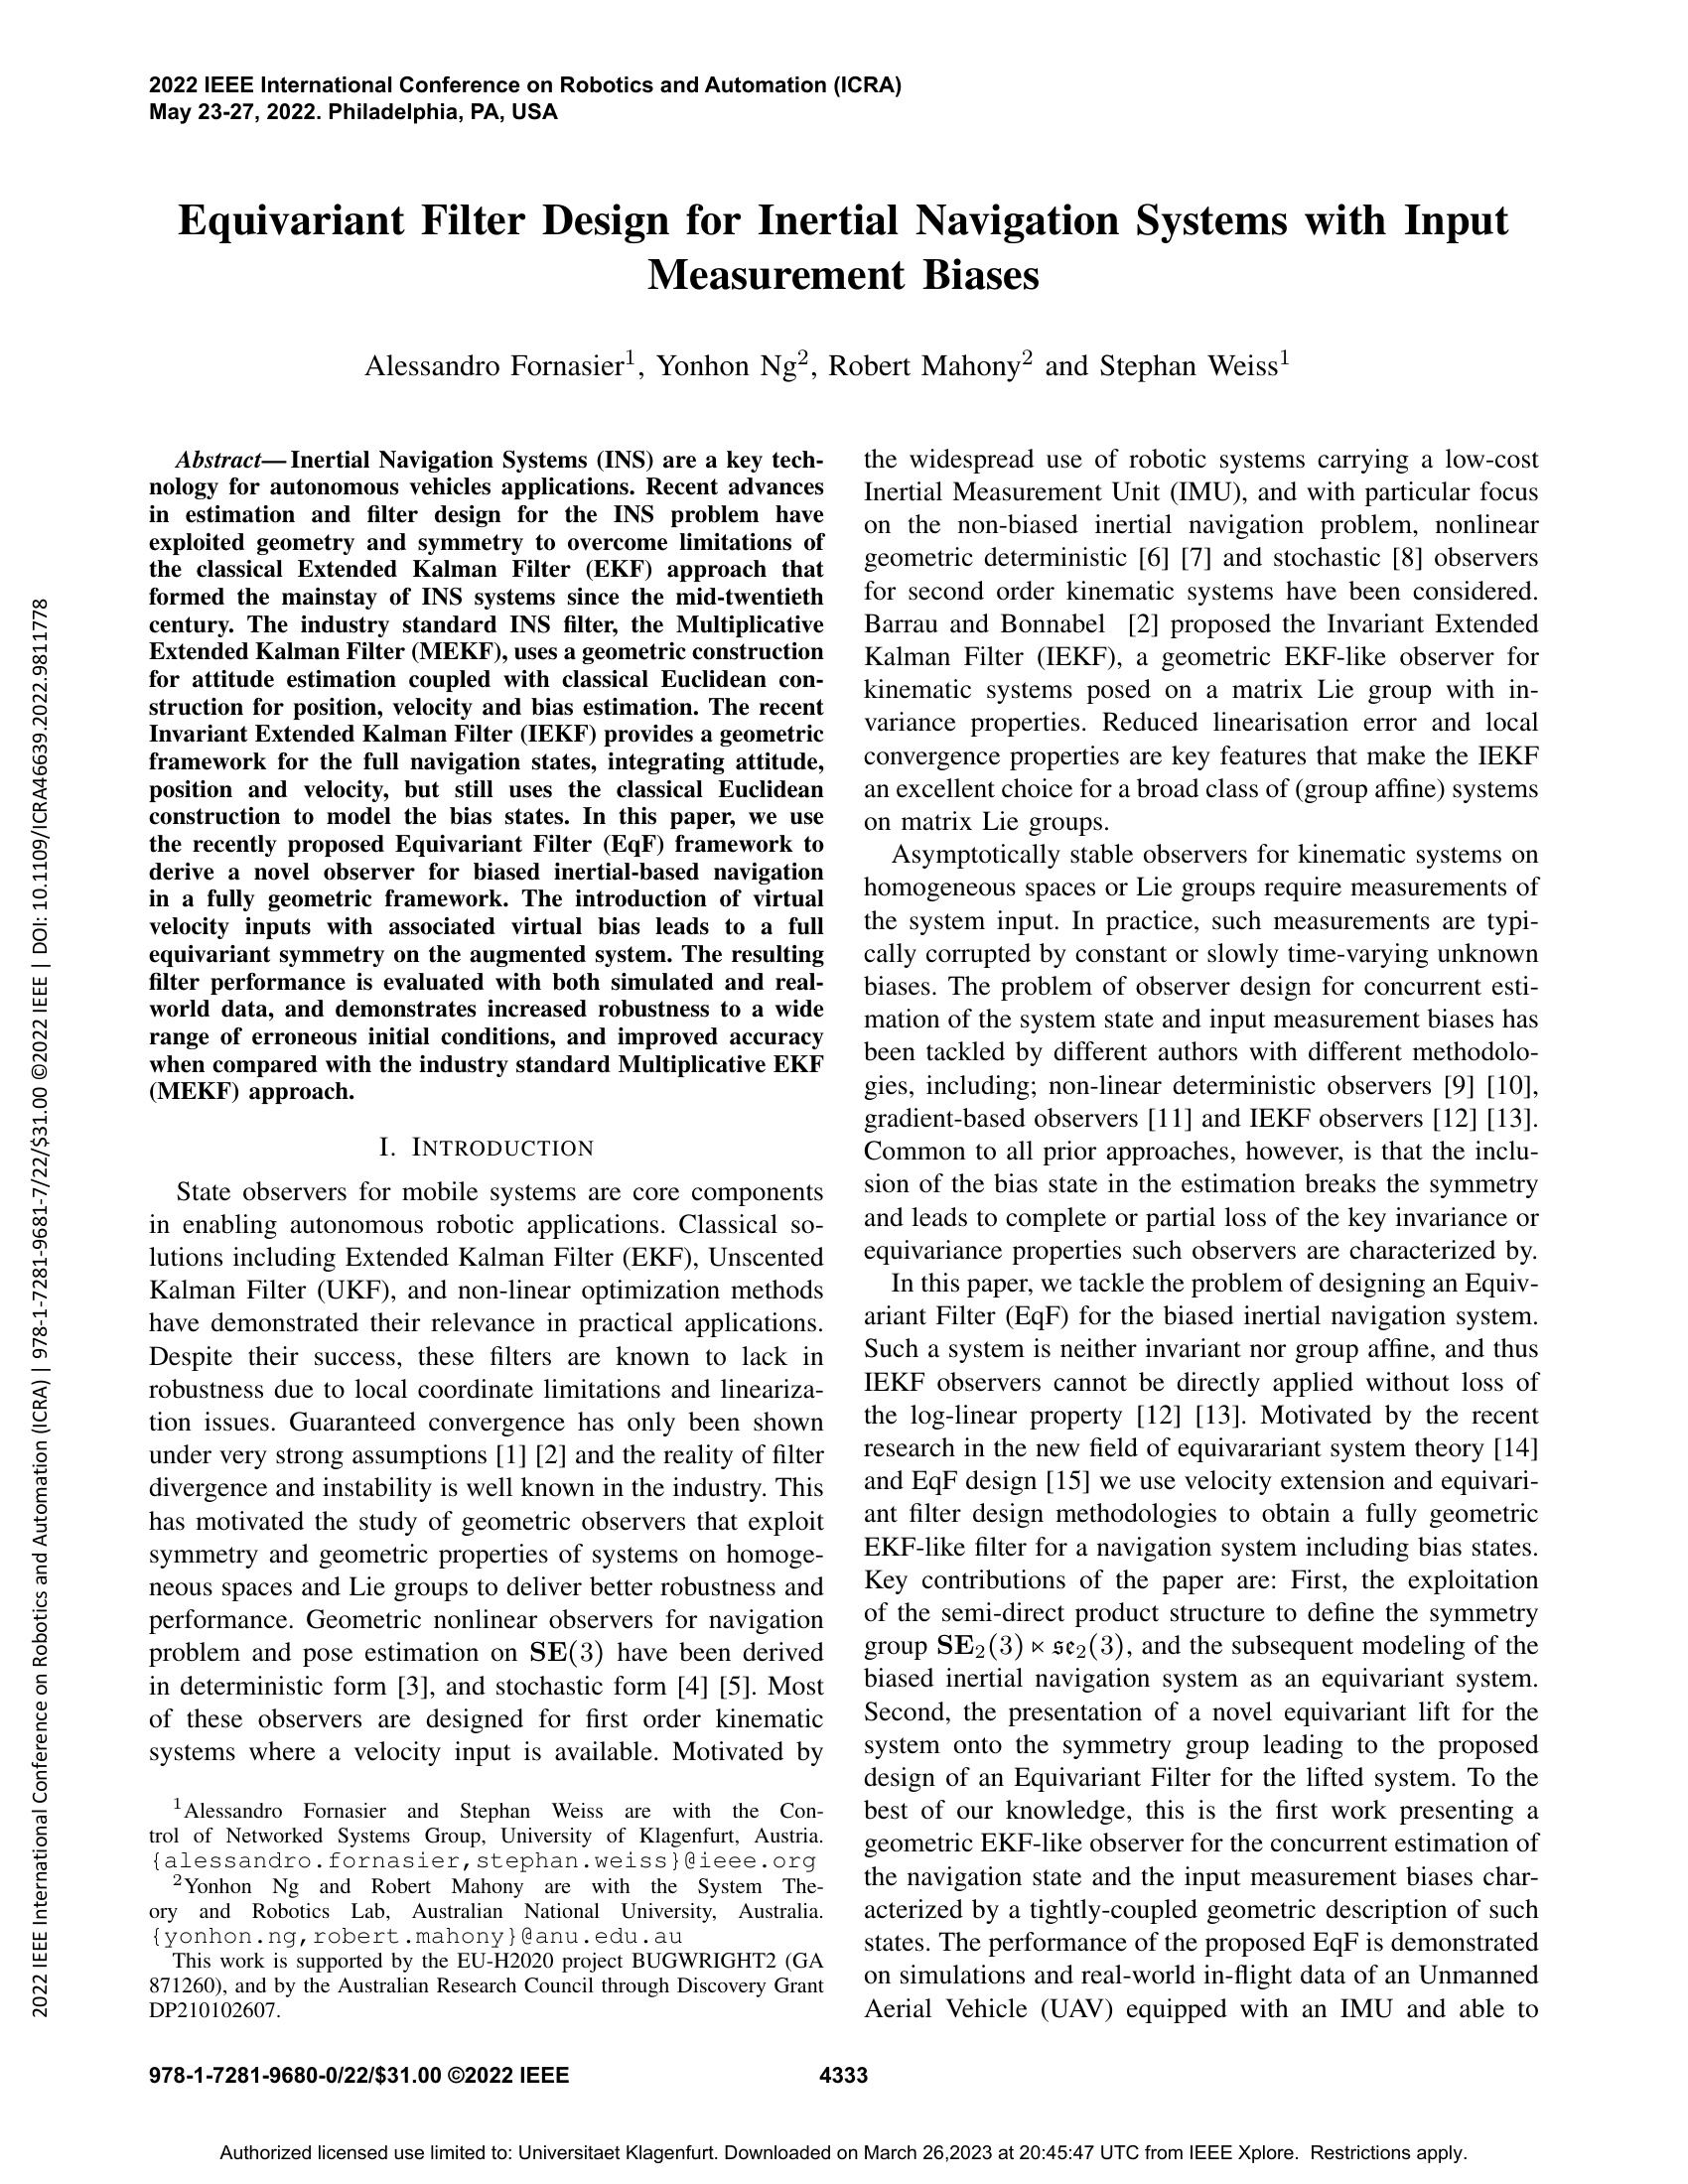 2022 IEEE International Conference on Robotics and Automation (ICRA)
May 23-27, 2022. Philadelphia, PA, USA
Equivariant Filter Design for Inertial Navigation Systems with Input
Measurement Biases
Alessandro Fornasier¹, Yonhon Ng², Robert Mahony² and Stephan Weiss¹
Abstract— Inertial Navigation Systems (INS) are a key tech-
nology for autonomous vehicles applications. Recent advances
in estimation and filter design for the INS problem have
exploited geometry and symmetry to overcome limitations of
the classical Extended Kalman Filter (EKF) approach that
formed the mainstay of INS systems since the mid-twentieth
century. The industry standard INS filter, the Multiplicative
Extended Kalman Filter (MEKF), uses a geometric construction
for attitude estimation coupled with classical Euclidean con-
struction for position, velocity and bias estimation. The recent
Invariant Extended Kalman Filter (IEKF) provides a geometric
framework for the full navigation states, integrating attitude,
position and velocity, but still uses the classical Euclidean
construction to model the bias states. In this paper, we use
the recently proposed Equivariant Filter (EqF) framework to
derive a novel observer for biased inertial-based navigation
in a fully geometric framework. The introduction of virtual
velocity inputs with associated virtual bias leads to a full
equivariant symmetry on the augmented system. The resulting
filter performance is evaluated with both simulated and real-
world data, and demonstrates increased robustness to a wide
range of erroneous initial conditions, and improved accuracy
when compared with the industry standard Multiplicative EKF
(MEKF) approach.
I. INTRODUCTION
State observers for mobile systems are core components
in enabling autonomous robotic applications. Classical so-
lutions including Extended Kalman Filter (EKF), Unscented
Kalman Filter (UKF), and non-linear optimization methods
have demonstrated their relevance in practical applications.
Despite their success, these filters are known to lack in
robustness due to local coordinate limitations and lineariza-
tion issues. Guaranteed convergence has only been shown
under very strong assumptions [1] [2] and the reality of filter
divergence and instability is well known in the industry. This
has motivated the study of geometric observers that exploit
symmetry and geometric properties of systems on homoge-
neous spaces and Lie groups to deliver better robustness and
performance. Geometric nonlinear observers for navigation
problem and pose estimation on SE(3) have been derived
in deterministic form [3], and stochastic form [4] [5]. Most
of these observers are designed for first order kinematic
systems where a velocity input is available. Motivated by
¹Alessandro Fornasier and Stephan Weiss are with the Con-
trol of Networked Systems Group, University of Klagenfurt, Austria.
{alessandro.fornasier,stephan.weiss}@ieee.org
²Yonhon Ng and Robert Mahony are with the System The-
ory and Robotics Lab, Australian National University, Australia.
{yonhon.ng,robert.mahony}@anu.edu.au
This work is supported by the EU-H2020 project BUGWRIGHT2 (GA
871260), and by the Australian Research Council through Discovery Grant
DP210102607.
the widespread use of robotic systems carrying a low-cost
Inertial Measurement Unit (IMU), and with particular focus
on the non-biased inertial navigation problem, nonlinear
geometric deterministic [6] [7] and stochastic [8] observers
for second order kinematic systems have been considered.
Barrau and Bonnabel [2] proposed the Invariant Extended
Kalman Filter (IEKF), a geometric EKF-like observer for
kinematic systems posed on a matrix Lie group with in-
variance properties. Reduced linearisation error and local
convergence properties are key features that make the IEKF
an excellent choice for a broad class of (group affine) systems
on matrix Lie groups.
Asymptotically stable observers for kinematic systems on
homogeneous spaces or Lie groups require measurements of
the system input. In practice, such measurements are typi-
cally corrupted by constant or slowly time-varying unknown
biases. The problem of observer design for concurrent esti-
mation of the system state and input measurement biases has
been tackled by different authors with different methodolo-
gies, including; non-linear deterministic observers [9] [10],
gradient-based observers [11] and IEKF observers [12] [13].
Common to all prior approaches, however, is that the inclu-
sion of the bias state in the estimation breaks the symmetry
and leads to complete or partial loss of the key invariance or
equivariance properties such observers are characterized by.
In this paper, we tackle the problem of designing an Equiv-
ariant Filter (EqF) for the biased inertial navigation system.
Such a system is neither invariant nor group affine, and thus
IEKF observers cannot be directly applied without loss of
the log-linear property [12] [13]. Motivated by the recent
research in the new field of equivarariant system theory [14]
and EqF design [15] we use velocity extension and equivari-
ant filter design methodologies to obtain a fully geometric
EKF-like filter for a navigation system including bias states.
Key contributions of the paper are: First, the exploitation
of the semi-direct product structure to define the symmetry
group SE₂(3) ⋉ 𝔰𝔢₂(3), and the subsequent modeling of the
biased inertial navigation system as an equivariant system.
Second, the presentation of a novel equivariant lift for the
system onto the symmetry group leading to the proposed
design of an Equivariant Filter for the lifted system. To the
best of our knowledge, this is the first work presenting a
geometric EKF-like observer for the concurrent estimation of
the navigation state and the input measurement biases char-
acterized by a tightly-coupled geometric description of such
states. The performance of the proposed EqF is demonstrated
on simulations and real-world in-flight data of an Unmanned
Aerial Vehicle (UAV) equipped with an IMU and able to
2022 IEEE International Conference on Robotics and Automation (ICRA) | 978-1-7281-9681-7/22/$31.00 ©2022 IEEE | DOI: 10.1109/ICRA46639.2022.9811778
978-1-7281-9680-0/22/$31.00 ©2022 IEEE
4333
Authorized licensed use limited to: Universitaet Klagenfurt. Downloaded on March 26,2023 at 20:45:47 UTC from IEEE Xplore. Restrictions apply.